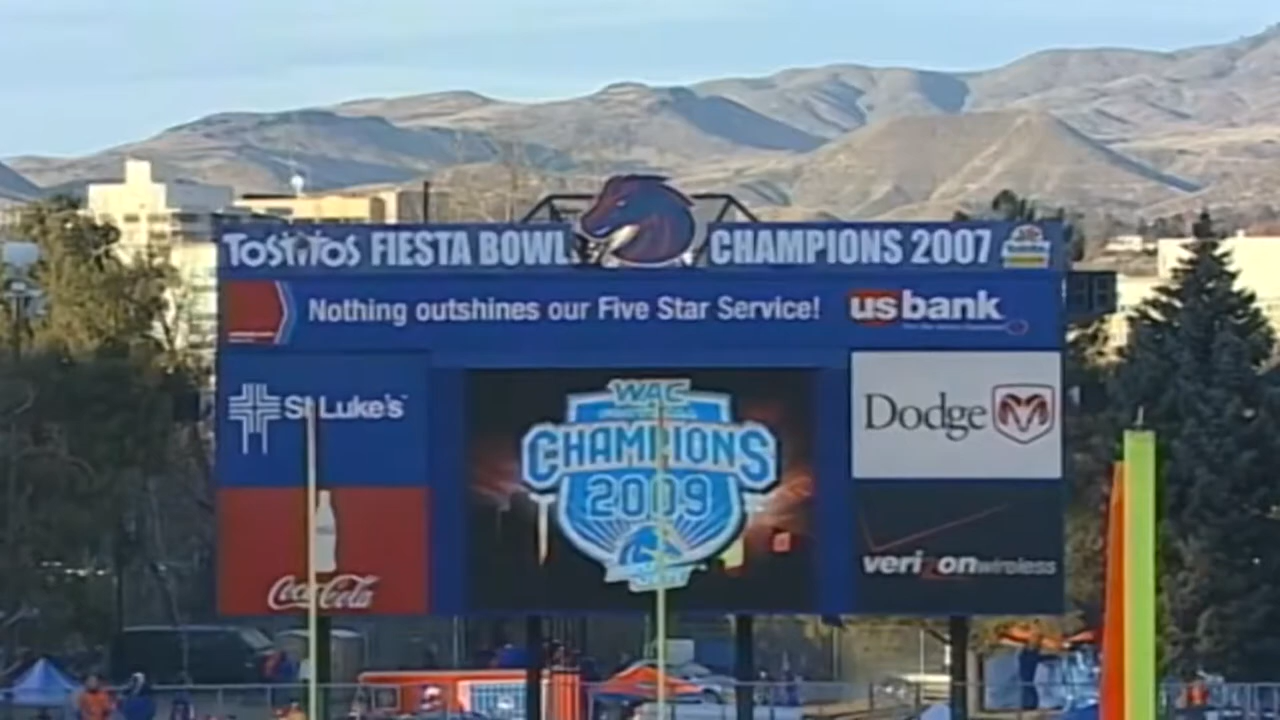 TOSTITOS FIESTA BOWL CHAMPIONS 2007
Nothing outshines our Five Star Service! usbank
St Luke's
WAC
CHAMPIONS
2009
Dodge
Coca-Cola
verizonwireless